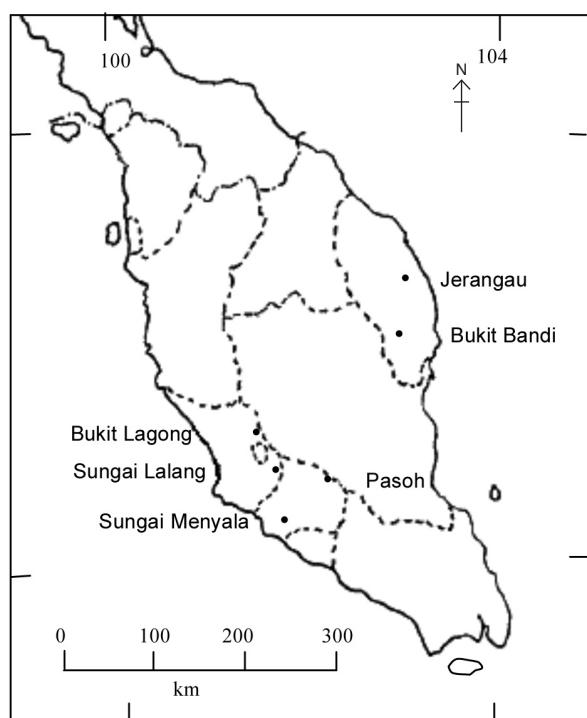 100
104
N
Jerangau
Bukit Bandi
Bukit Lagong
Sungai Lalang
Pasoh
Sungai Menyala
0 100 200 300
km